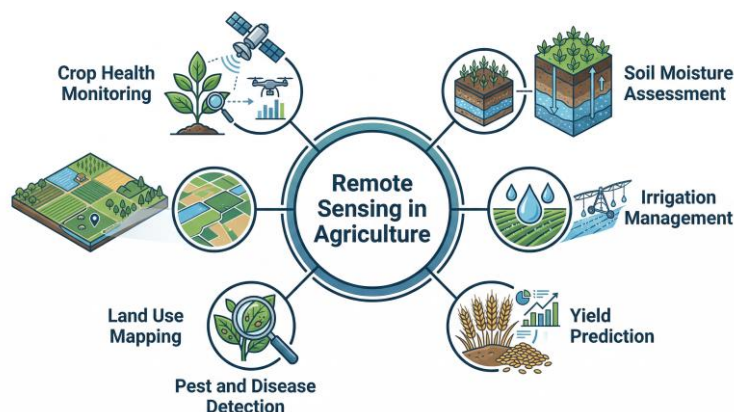 Crop Health
Monitoring
Soil Moisture
Assessment
Remote
Sensing in
Agriculture
Irrigation
Management
Land Use
Mapping
Yield
Prediction
Pest and Disease
Detection